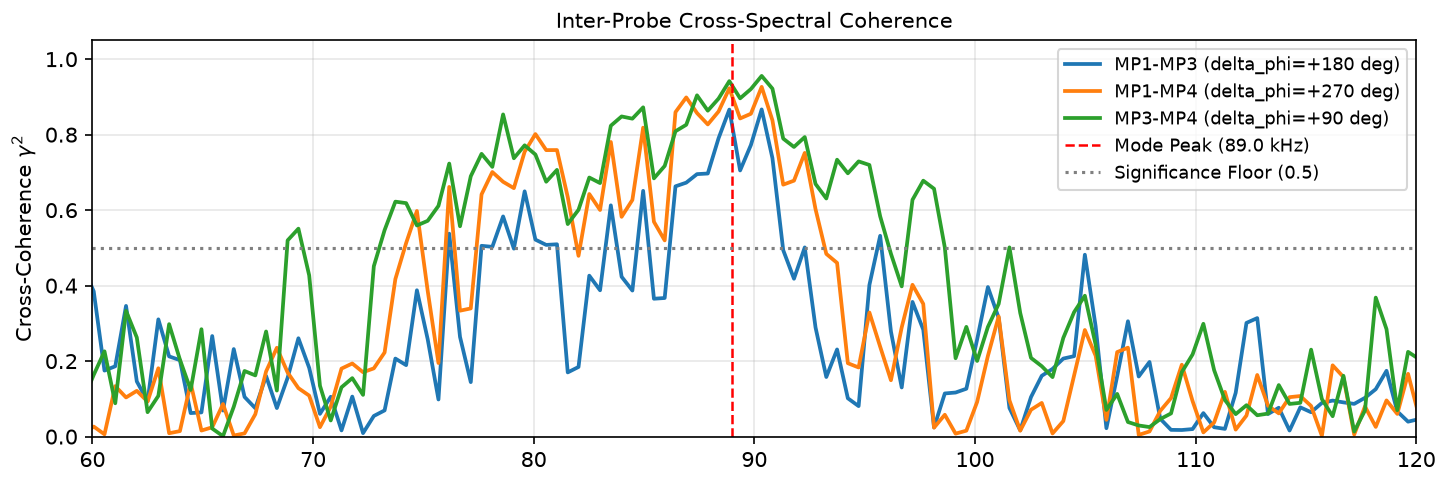 Inter-Probe Cross-Spectral Coherence
Cross-Coherence γ²
1.0
0.8
0.6
0.4
0.2
0.0
60
70
80
90
100
110
120
MP1-MP3 (delta_phi=+180 deg)
MP1-MP4 (delta_phi=+270 deg)
MP3-MP4 (delta_phi=+90 deg)
Mode Peak (89.0 kHz)
Significance Floor (0.5)